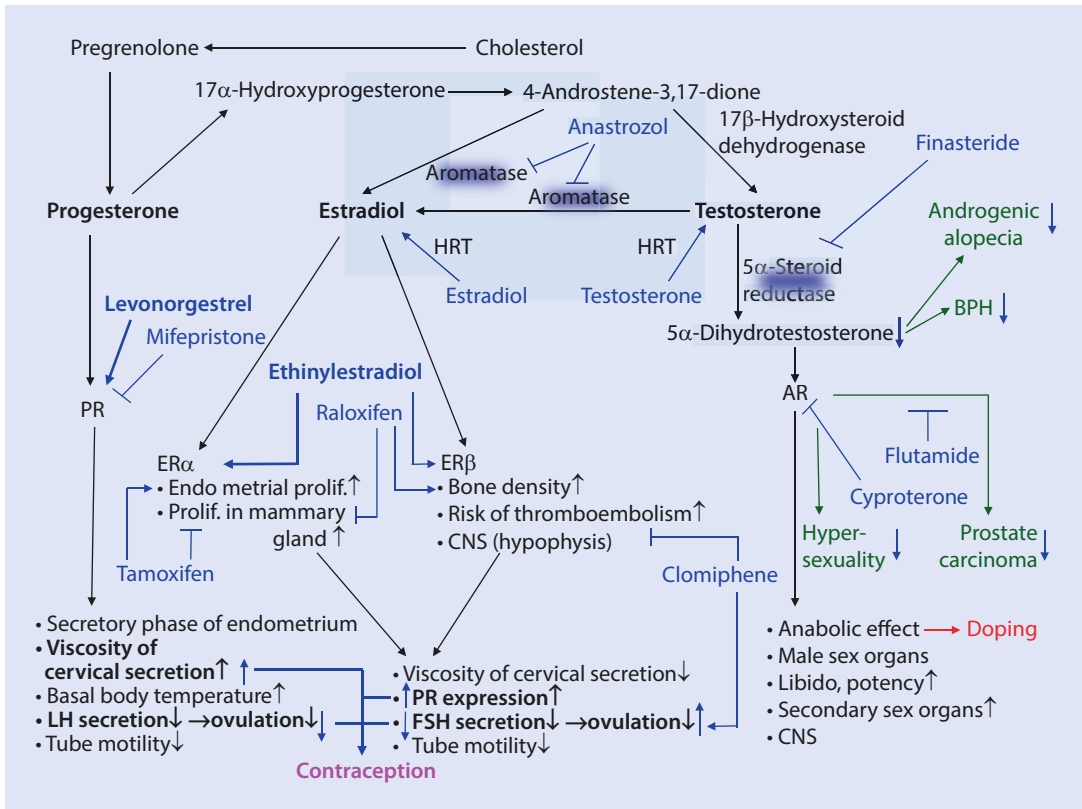 Pregrenolone
Cholesterol
17α-Hydroxyprogesterone
4-Androstene-3,17-dione
Anastrozol
17β-Hydroxysteroid
dehydrogenase
Finasteride
Aromatase
Aromatase
Progesterone
Estradiol
Testosterone
Androgenic ↓
alopecia
HRT
HRT
5α-Steroid
reductase
Estradiol
Testosterone
Levonorgestrel
Mifepristone
BPH ↓
5α-Dihydrotestosterone ↓
Ethinylestradiol
Raloxifen
PR
AR
Flutamide
Cyproterone
ERα
• Endo metrial prolif.↑
• Prolif. in mammary
gland ↑
Tamoxifen
ERβ
• Bone density↑
• Risk of thromboembolism↑
• CNS (hypophysis)
Clomiphene
Hyper-
sexuality ↓
Prostate
carcinoma ↓
• Secretory phase of endometrium
• Viscosity of
cervical secretion↑ ↑
• Basal body temperature↑
• LH secretion↓ →ovulation↓ ↓
• Tube motility↓
• Viscosity of cervical secretion↓
• ↑ PR expression↑
• ↓ FSH secretion↓ →ovulation↓ ↑
• Tube motility↓
Contraception
• Anabolic effect → Doping
• Male sex organs
• Libido, potency↑
• Secondary sex organs↑
• CNS